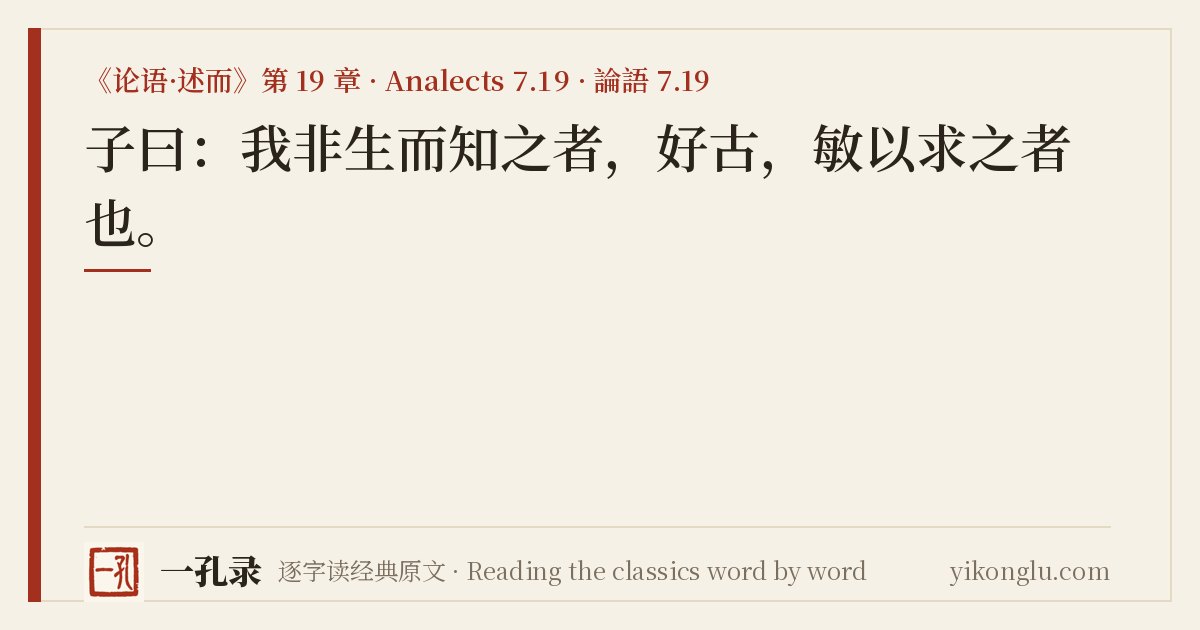 《论语·述而》第 19 章 · Analects 7.19 · 論語 7.19
子曰：我非生而知之者，好古，敏以求之者
也。
一孔
一孔录 逐字读经典原文 · Reading the classics word by word yikonglu.com